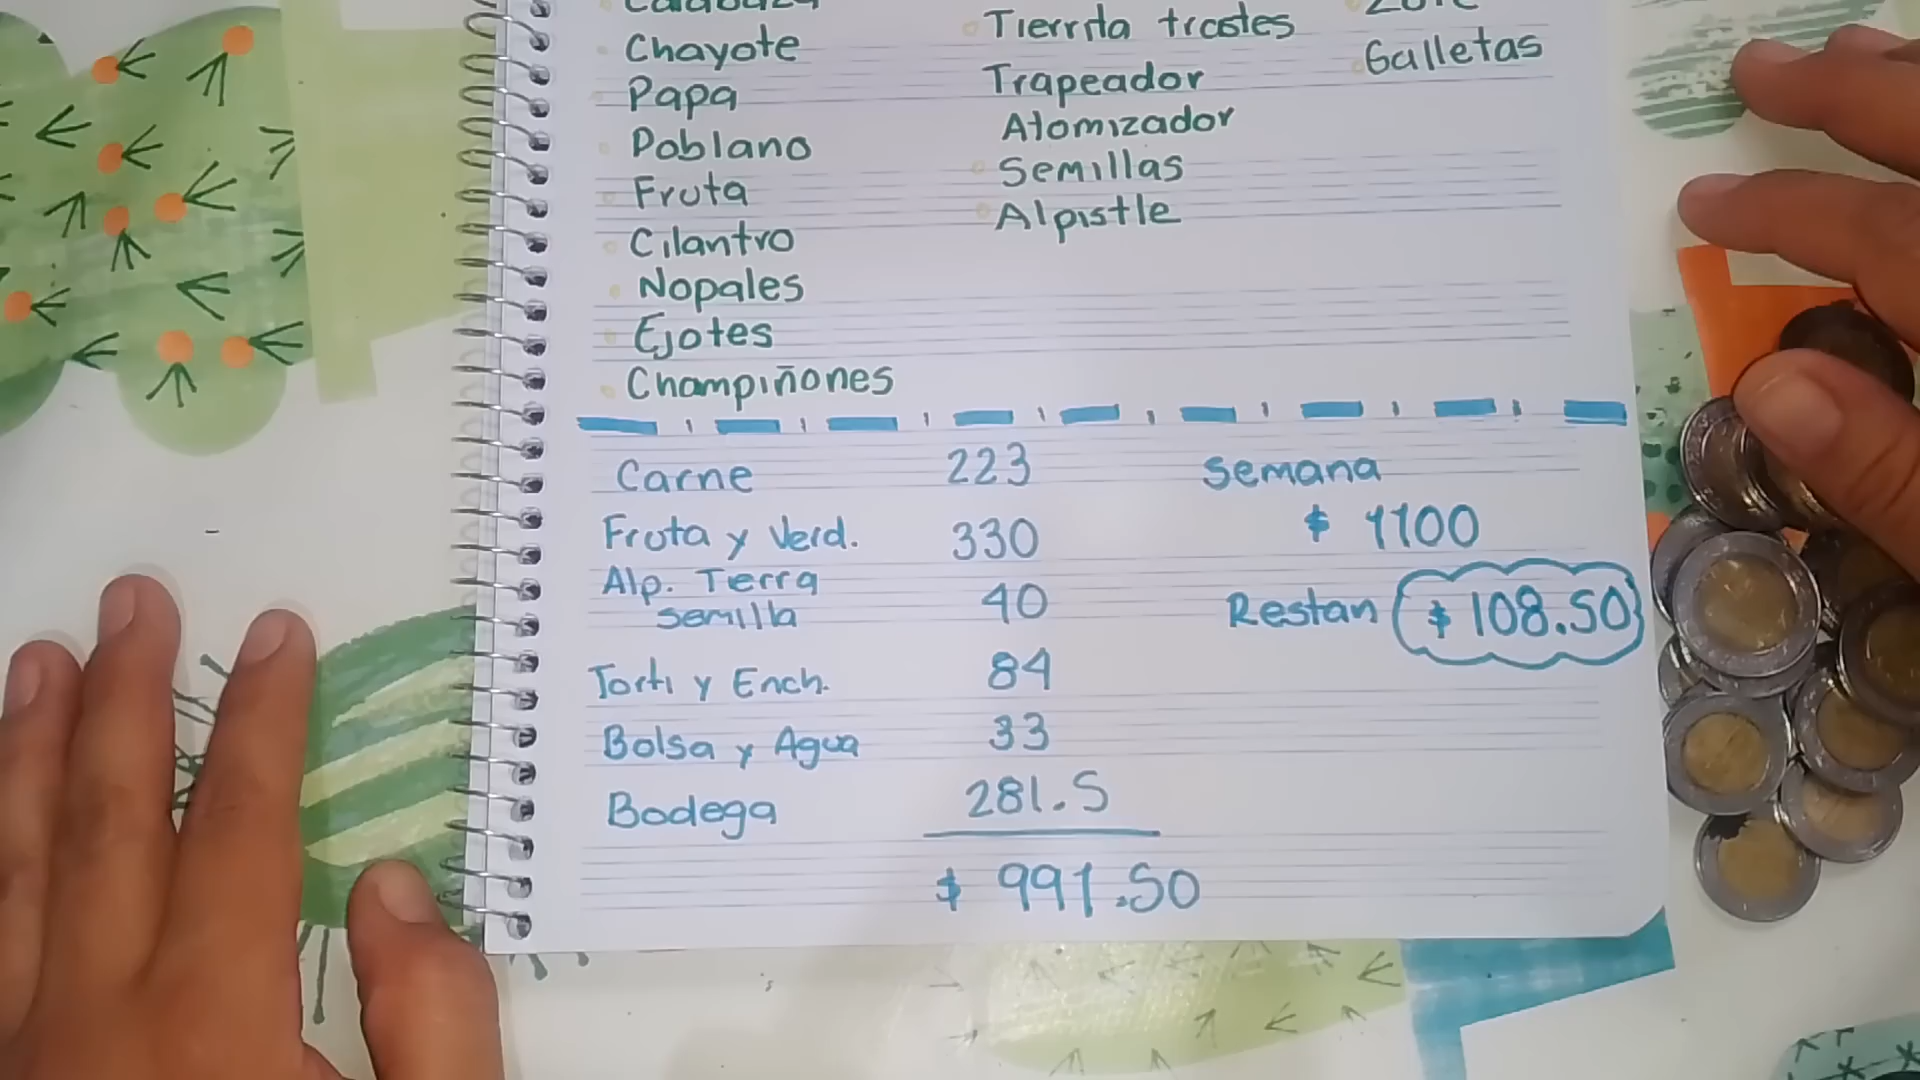 Chayote
Papa
Poblano
Fruta
Cilantro
Nopales
Ejotes
Champiñones
Tierrita trastes
Trapeador
Atomizador
Semillas
Alpistle
Galletas
Carne 223
Fruta y Verd. 330
Alp. Tierra
semilla 40
Torti y Ench. 84
Bolsa y Agua 33
Bodega 281.5
$ 991.50
Semana
$ 1100
Restan $ 108.50